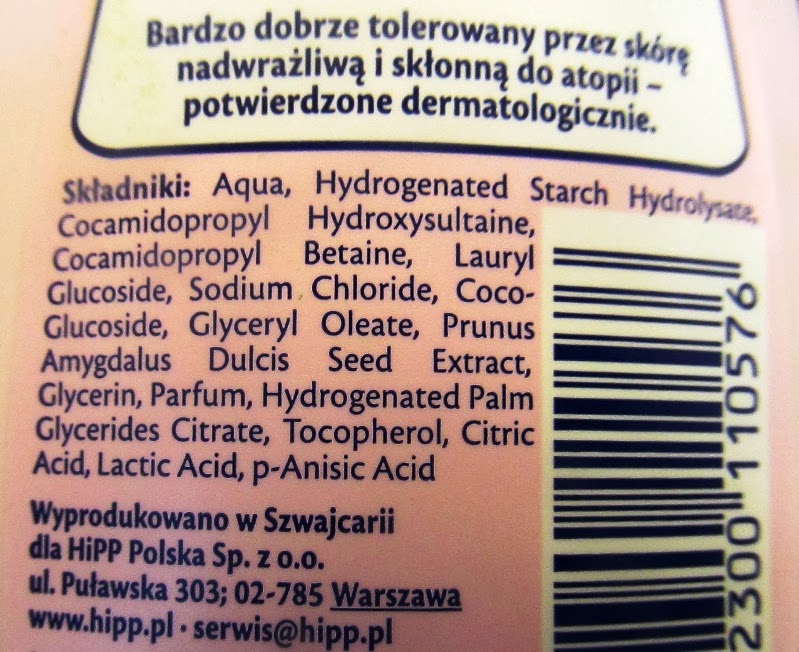 Bardzo dobrze tolerowany przez skórę
nadwrażliwą i skłonną do atopii –
potwierdzone dermatologicznie.
Składniki: Aqua, Hydrogenated Starch Hydrolysate,
Cocamidopropyl Hydroxysultaine,
Cocamidopropyl Betaine, Lauryl
Glucoside, Sodium Chloride, Coco-
Glucoside, Glyceryl Oleate, Prunus
Amygdalus Dulcis Seed Extract,
Glycerin, Parfum, Hydrogenated Palm
Glycerides Citrate, Tocopherol, Citric
Acid, Lactic Acid, p-Anisic Acid
Wyprodukowano w Szwajcarii
dla HiPP Polska Sp. z o.o.
ul. Puławska 303; 02-785 Warszawa
www.hipp.pl · serwis@hipp.pl
2300 110576